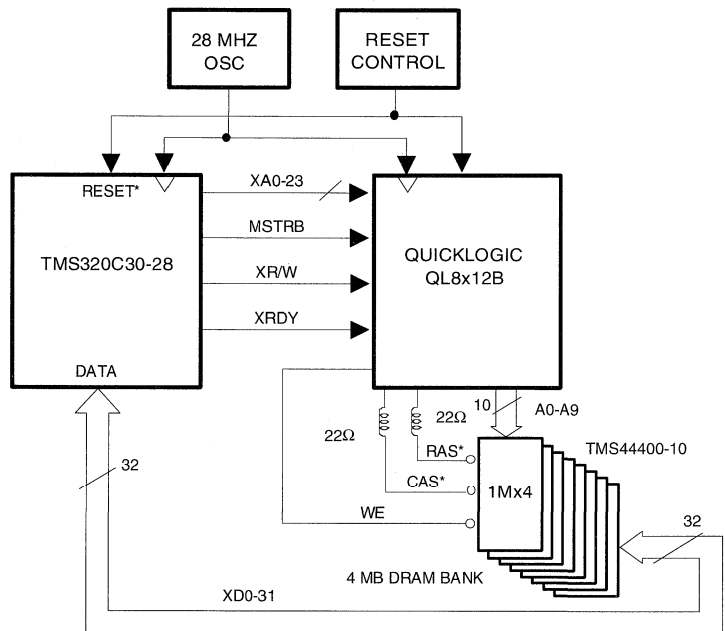 28 MHZ
OSC
RESET
CONTROL
RESET*
XA0-23
MSTRB
XR/W
XRDY
TMS320C30-28
QUICKLOGIC
QL8x12B
DATA
10
A0-A9
22Ω
22Ω
RAS*
CAS*
WE
1Mx4
TMS44400-10
32
32
4 MB DRAM BANK
XD0-31